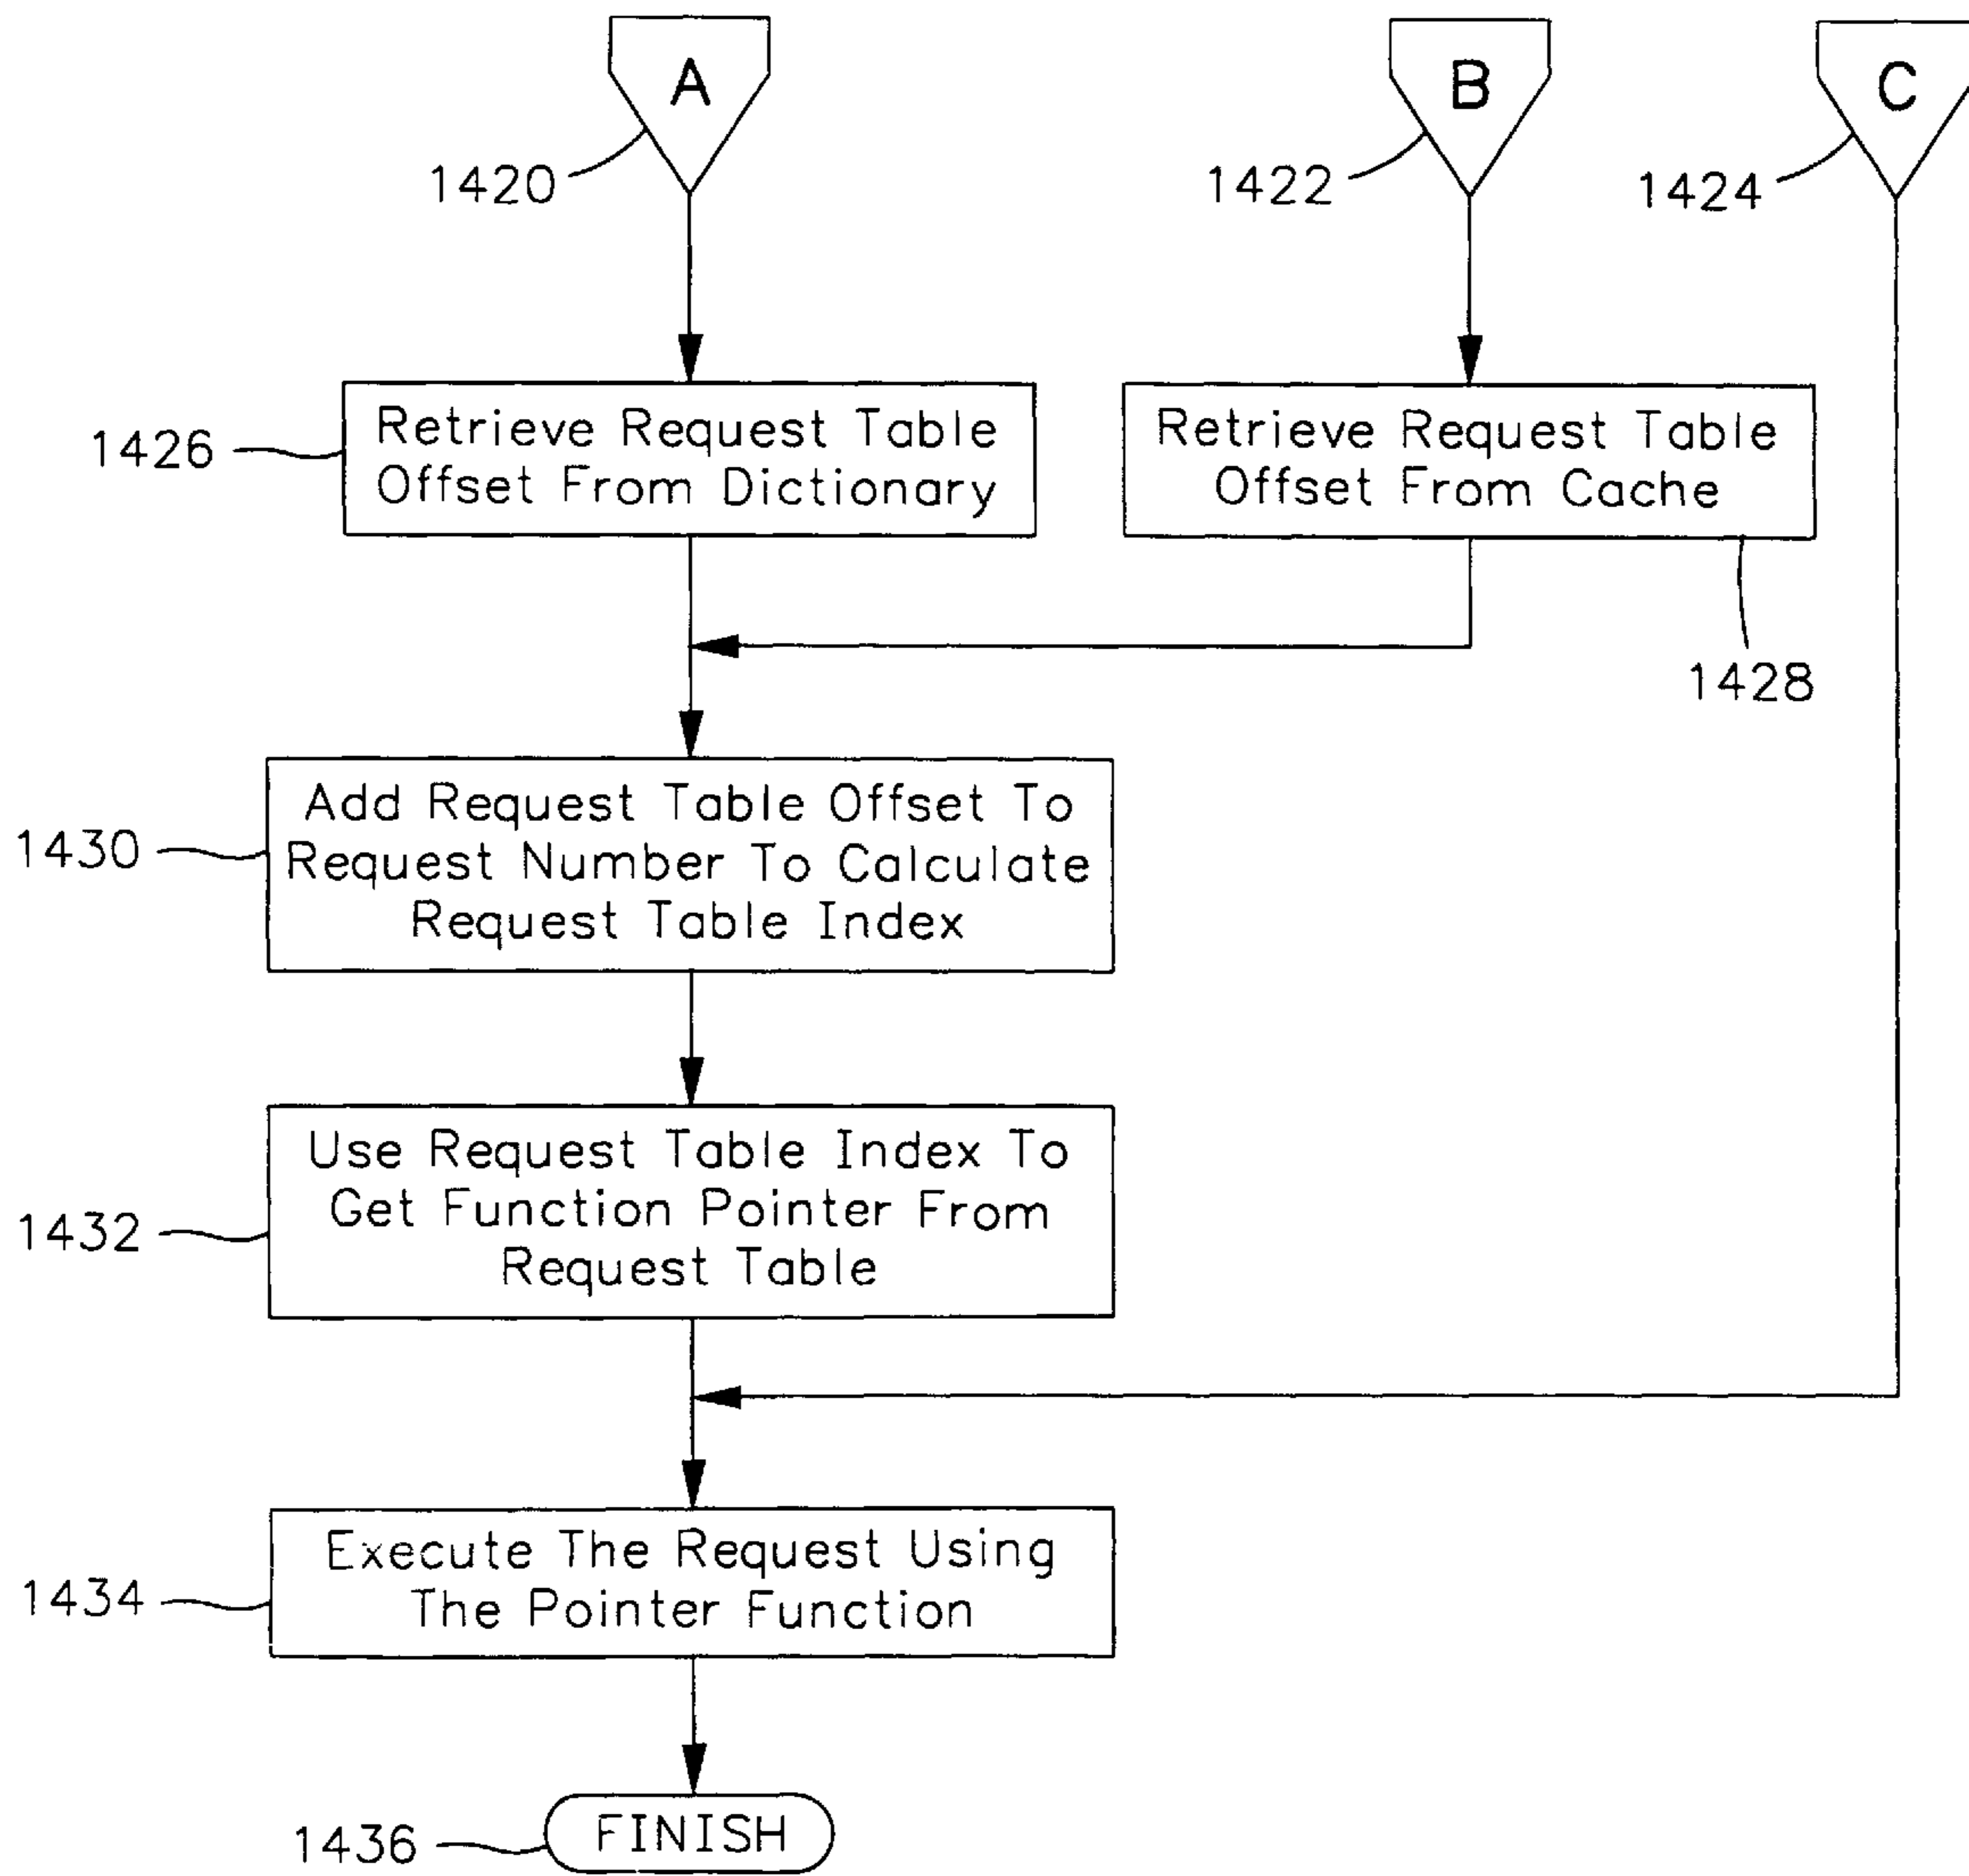 A
B
C
1420
1422
1424
1426
Retrieve Request Table
Offset From Dictionary
Retrieve Request Table
Offset From Cache
1428
1430
Add Request Table Offset To
Request Number To Calculate
Request Table Index
1432
Use Request Table Index To
Get Function Pointer From
Request Table
1434
Execute The Request Using
The Pointer Function
1436
FINISH